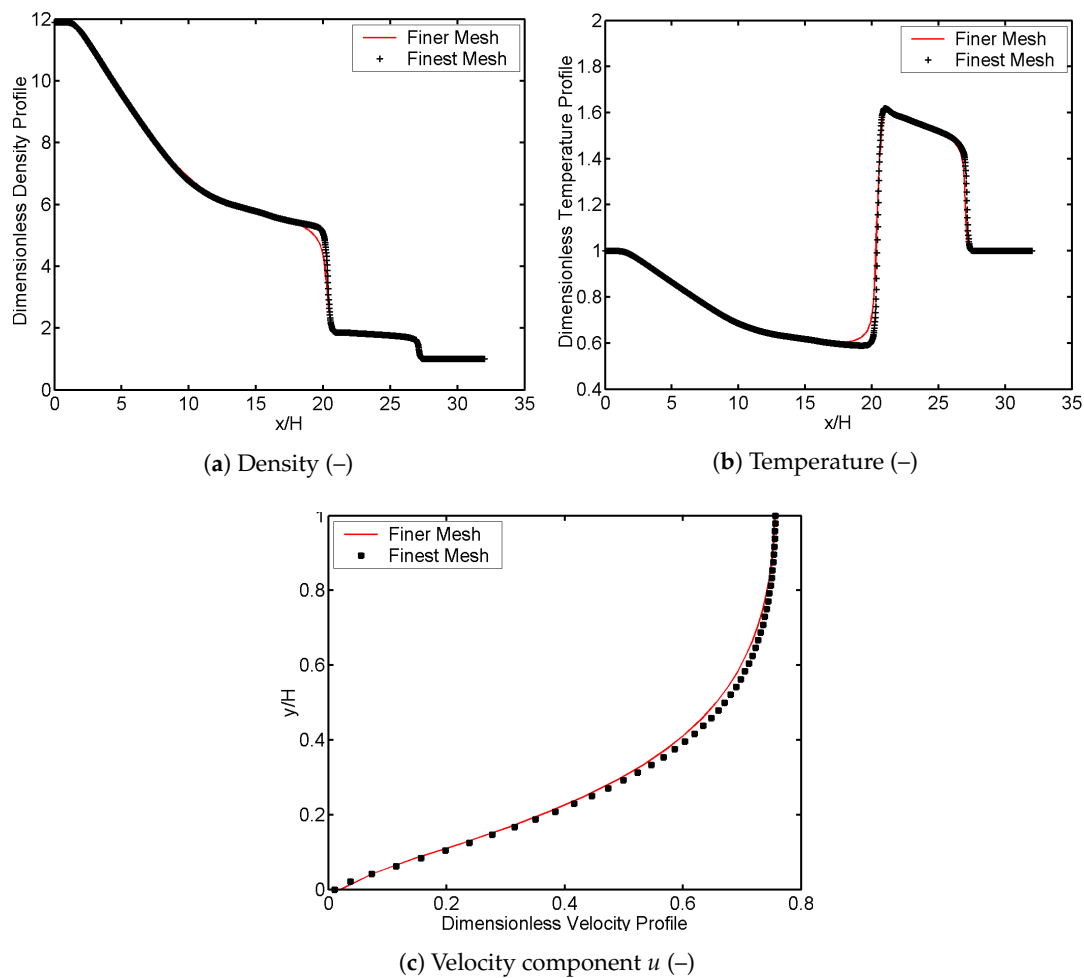 12
10
8
6
4
2
0
Dimensionless Density Profile
Finer Mesh
Finest Mesh
0 5 10 15 20 25 30 35
x/H
(a) Density (–)
2
1.8
1.6
1.4
1.2
1
0.8
0.6
0.4
Dimensionless Temperature Profile
Finer Mesh
Finest Mesh
0 5 10 15 20 25 30 35
x/H
(b) Temperature (–)
1
0.8
0.6
0.4
0.2
0
y/H
Finer Mesh
Finest Mesh
0 0.2 0.4 0.6 0.8
Dimensionless Velocity Profile
(c) Velocity component u (–)